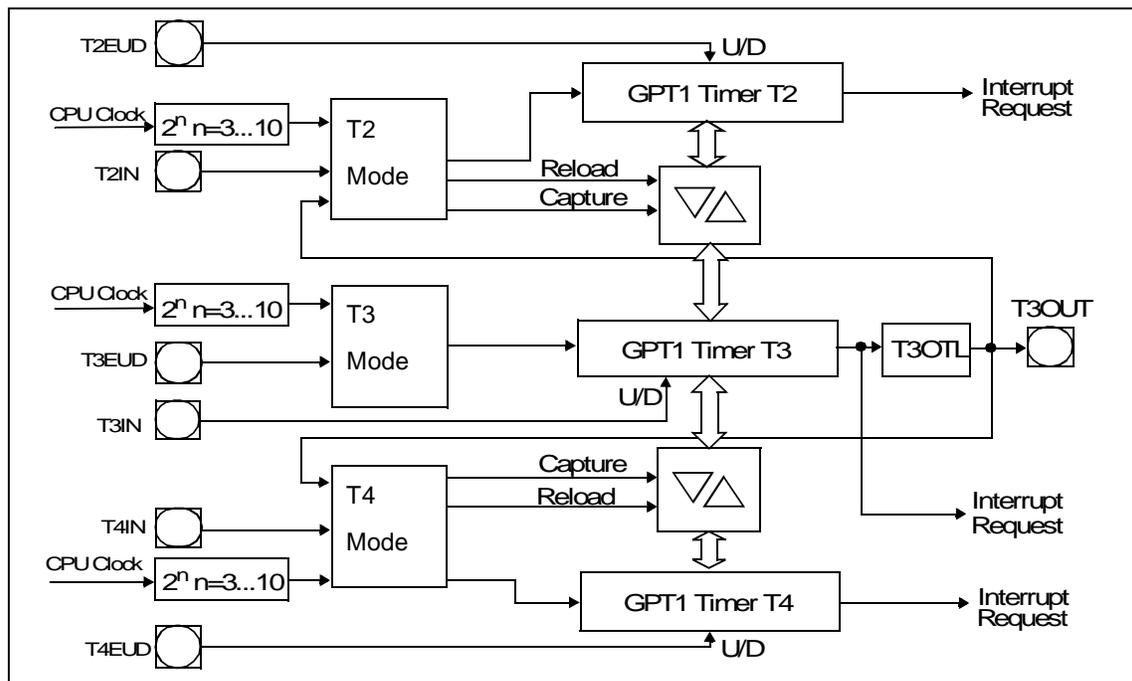 T2EUD
U/D
GPT1 Timer T2
Interrupt
Request
CPU Clock
2ⁿ n=3...10
T2
Mode
T2IN
Reload
Capture
CPU Clock
2ⁿ n=3...10
T3
Mode
T3EUD
T3IN
GPT1 Timer T3
U/D
T3OTL
T3OUT
Capture
Reload
T4
Mode
T4IN
CPU Clock
2ⁿ n=3...10
Interrupt
Request
GPT1 Timer T4
Interrupt
Request
T4EUD
U/D